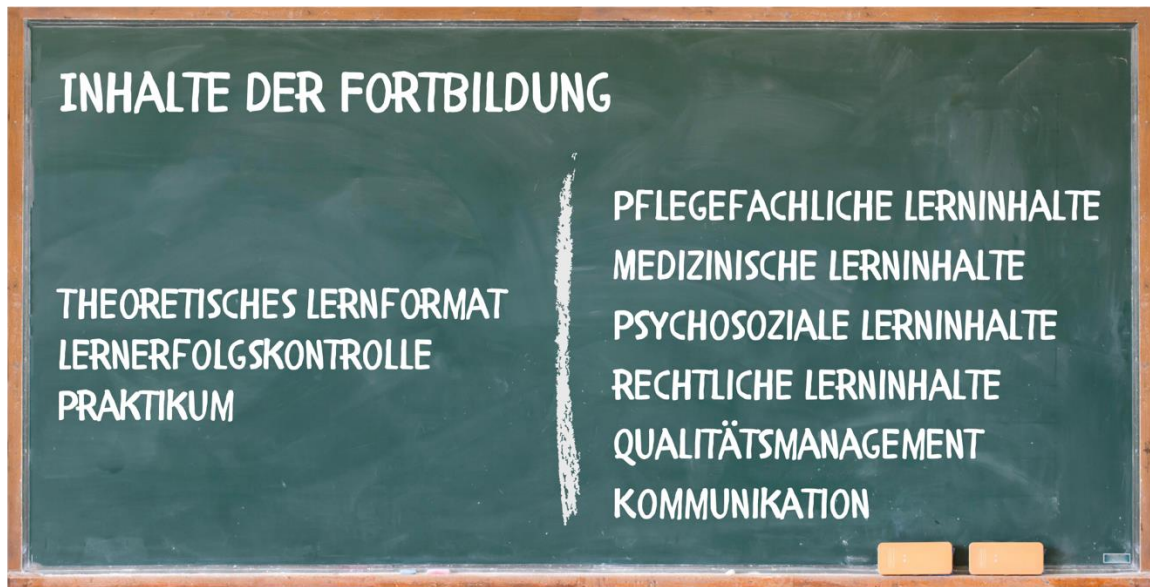 INHALTE DER FORTBILDUNG
THEORETISCHES LERNFORMAT
LERNERFOLGSKONTROLLE
PRAKTIKUM
PFLEGEFACHLICHE LERNINHALTE
MEDIZINISCHE LERNINHALTE
PSYCHOSOZIALE LERNINHALTE
RECHTLICHE LERNINHALTE
QUALITÄTSMANAGEMENT
KOMMUNIKATION